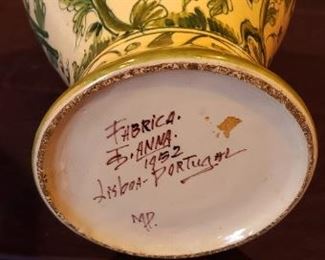 FABRICA.
S. ANNA.
1952
LISBOA-PORTUGAL
MP.